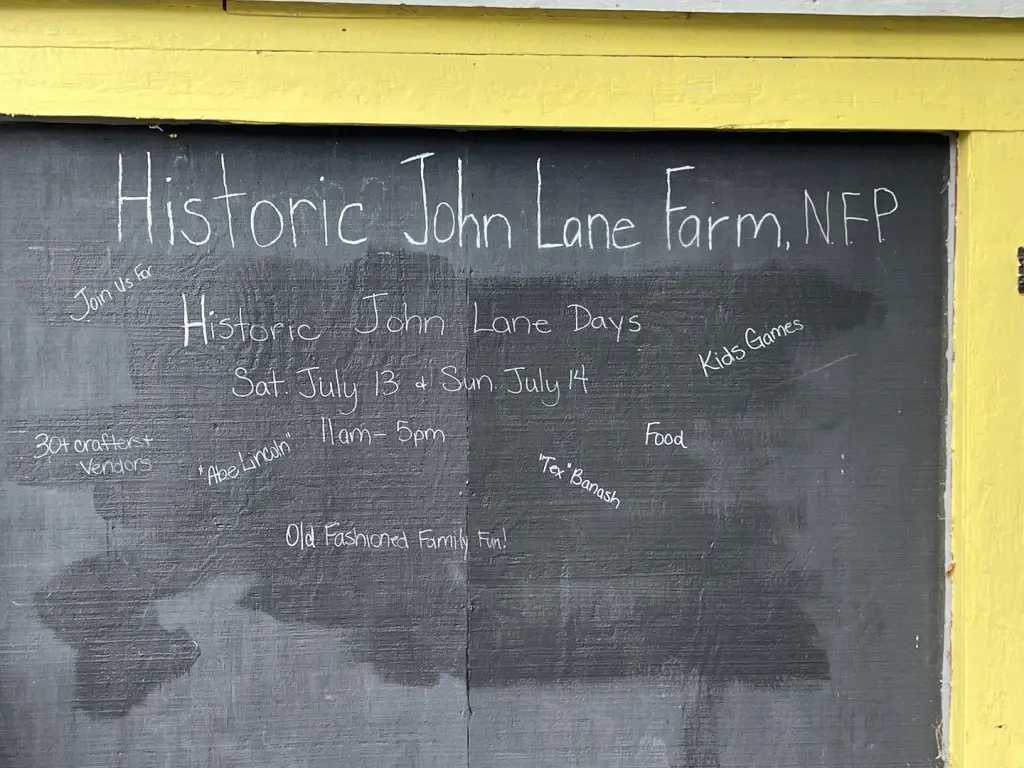 Historic John Lane Farm, N.F.P.
Join Us For
Historic John Lane Days
Kids Games
Sat. July 13 & Sun. July 14
11am - 5pm
Food
30+ crafters +
Vendors
"Abe Lincoln"
"Tex" Banash
Old Fashioned Family Fun!